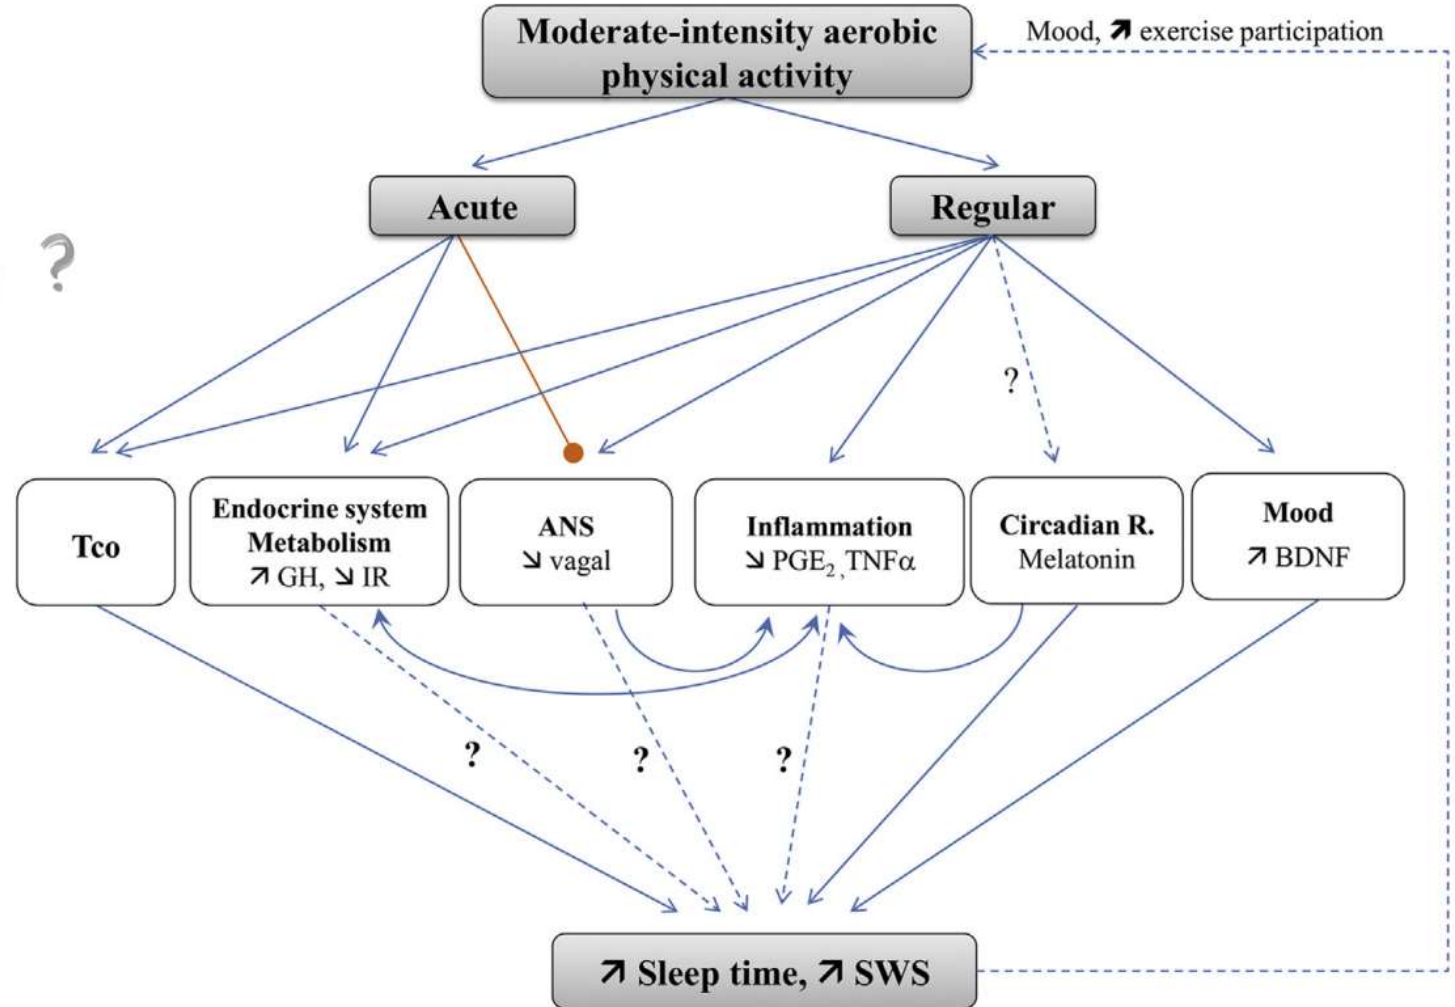 Moderate-intensity aerobic
physical activity
Mood, ↗ exercise participation
Acute
Regular
?
?
Tco
Endocrine system
Metabolism
↗ GH, ↘ IR
ANS
↘ vagal
Inflammation
↘ PGE₂, TNFα
Circadian R.
Melatonin
Mood
↗ BDNF
?
?
?
↗ Sleep time, ↗ SWS